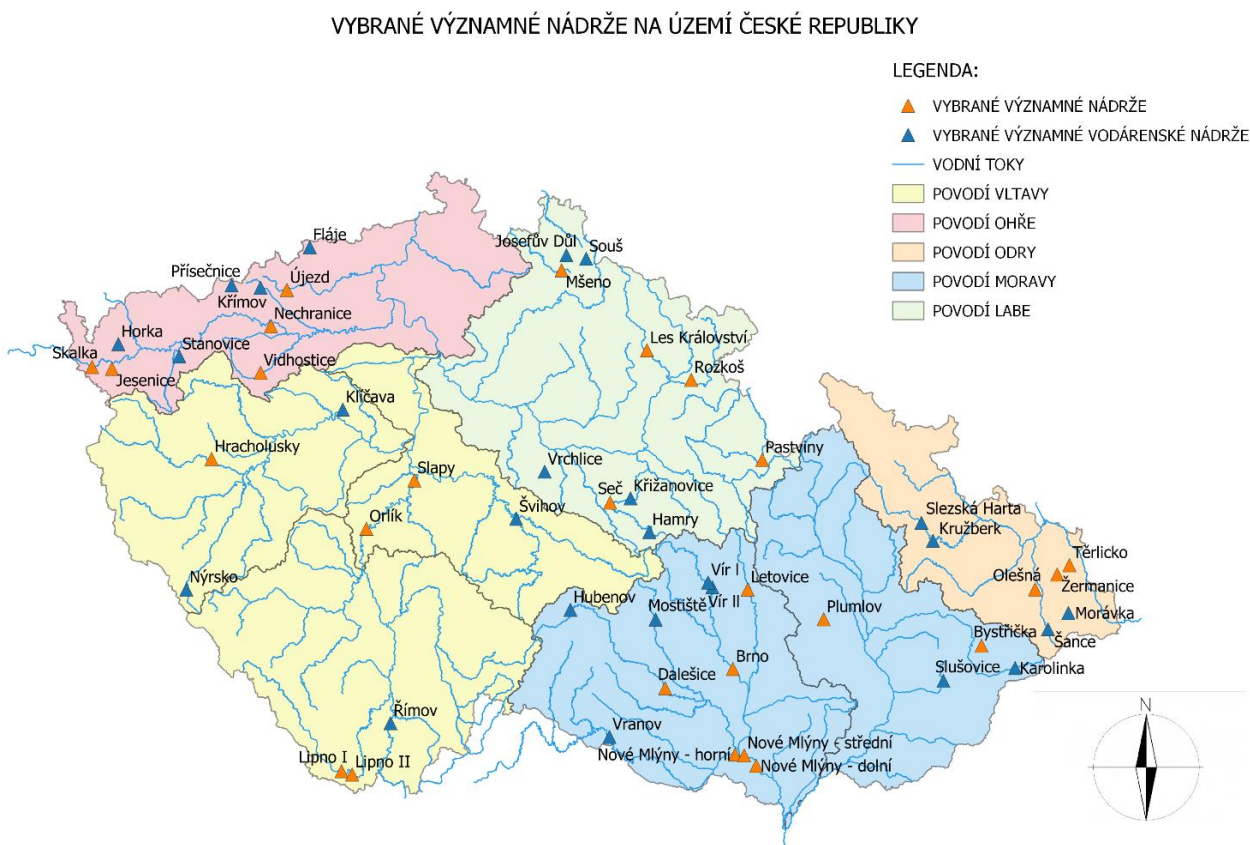 VYBRANÉ VÝZNAMNÉ NÁDRŽE NA ÚZEMÍ ČESKÉ REPUBLIKY
LEGENDA:
VYBRANÉ VÝZNAMNÉ NÁDRŽE
VYBRANÉ VÝZNAMNÉ VODÁRENSKÉ NÁDRŽE
VODNÍ TOKY
POVODÍ VLTAVY
POVODÍ OHŘE
POVODÍ ODRY
POVODÍ MORAVY
POVODÍ LABE
Fláje
Josefův Důl
Souš
Přísečnice
Újezd
Mšeno
Křímov
Nechranice
Horka
Stanovice
Les Království
Skalka
Jesenice
Vidhostice
Rozkoš
Klíčava
Hracholusky
Pastviny
Slapy
Vrchlice
Seč
Křižanovice
Švihov
Orlík
Hamry
Slezská Harta
Kružberk
Těrlicko
Nýrsko
Vír I
Letovice
Olešná
Žermanice
Hubenov
Mostiště
Vír II
Plumlov
Morávka
Bystřička
Šance
Brno
Slušovice
Karolinka
Dalešice
Římov
Vranov
N
Nové Mlýny - horní
Nové Mlýny - střední
Lipno I
Lipno II
Nové Mlýny - dolní